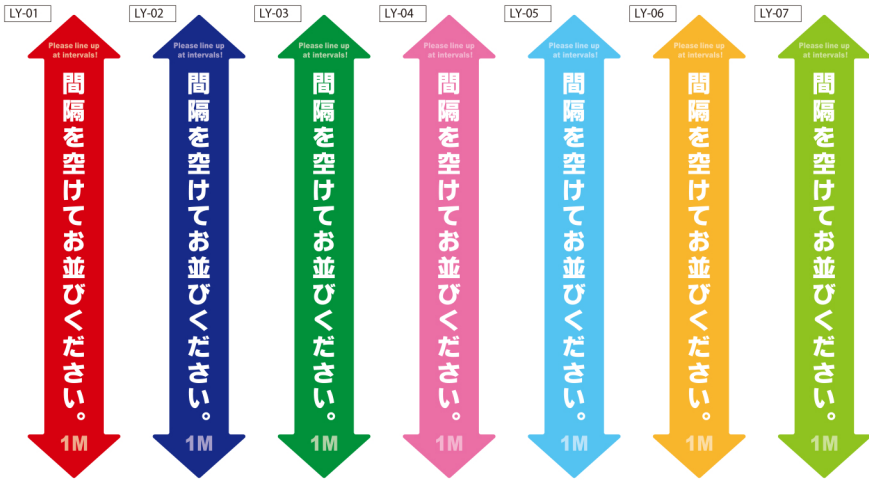 LY-01
Please line up
at intervals!
間隔を空けてお並びください。
1M
LY-02
Please line up
at intervals!
間隔を空けてお並びください。
1M
LY-03
Please line up
at intervals!
間隔を空けてお並びください。
1M
LY-04
Please line up
at intervals!
間隔を空けてお並びください。
1M
LY-05
Please line up
at intervals!
間隔を空けてお並びください。
1M
LY-06
Please line up
at intervals!
間隔を空けてお並びください。
1M
LY-07
Please line up
at intervals!
間隔を空けてお並びください。
1M